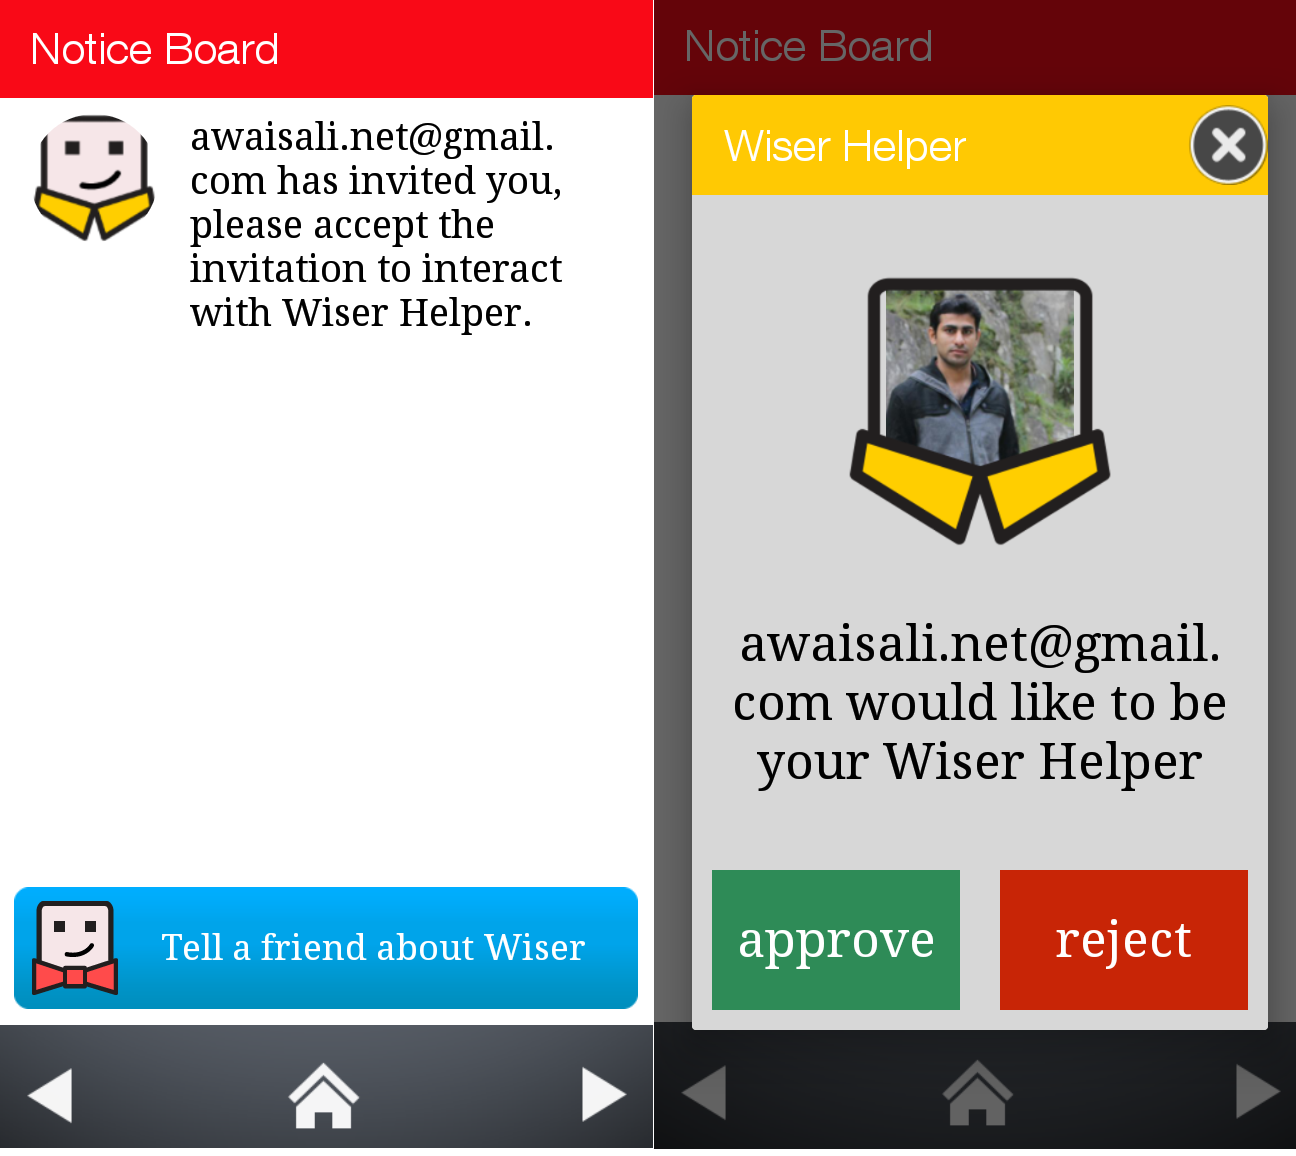 Notice Board
awaisali.net@gmail.
com has invited you,
please accept the
invitation to interact
with Wiser Helper.
Tell a friend about Wiser
Notice Board
Wiser Helper
awaisali.net@gmail.
com would like to be
your Wiser Helper
approve
reject